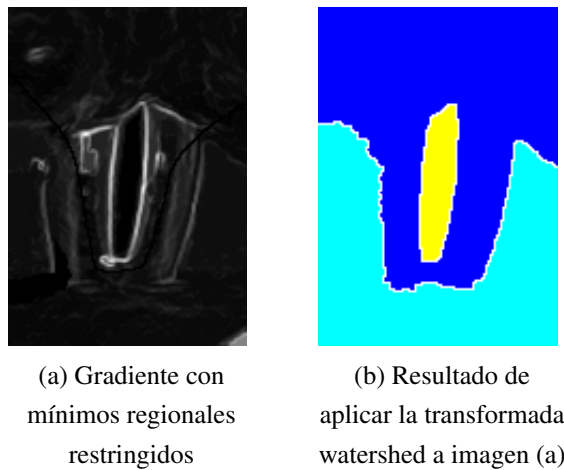 (a) Gradiente con
mínimos regionales
restringidos
(b) Resultado de
aplicar la transformada
watershed a imagen (a)